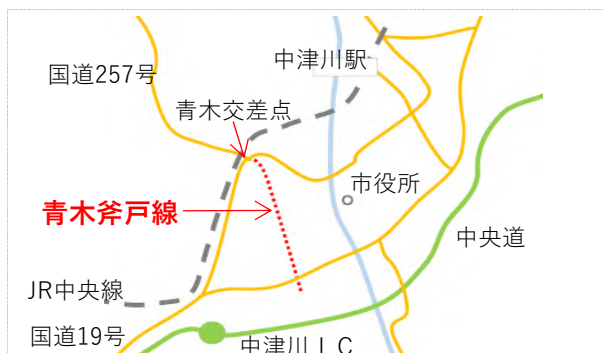 中津川駅
国道257号
青木交差点
市役所
青木斧戸線
中央道
JR中央線
国道19号
中津川IC